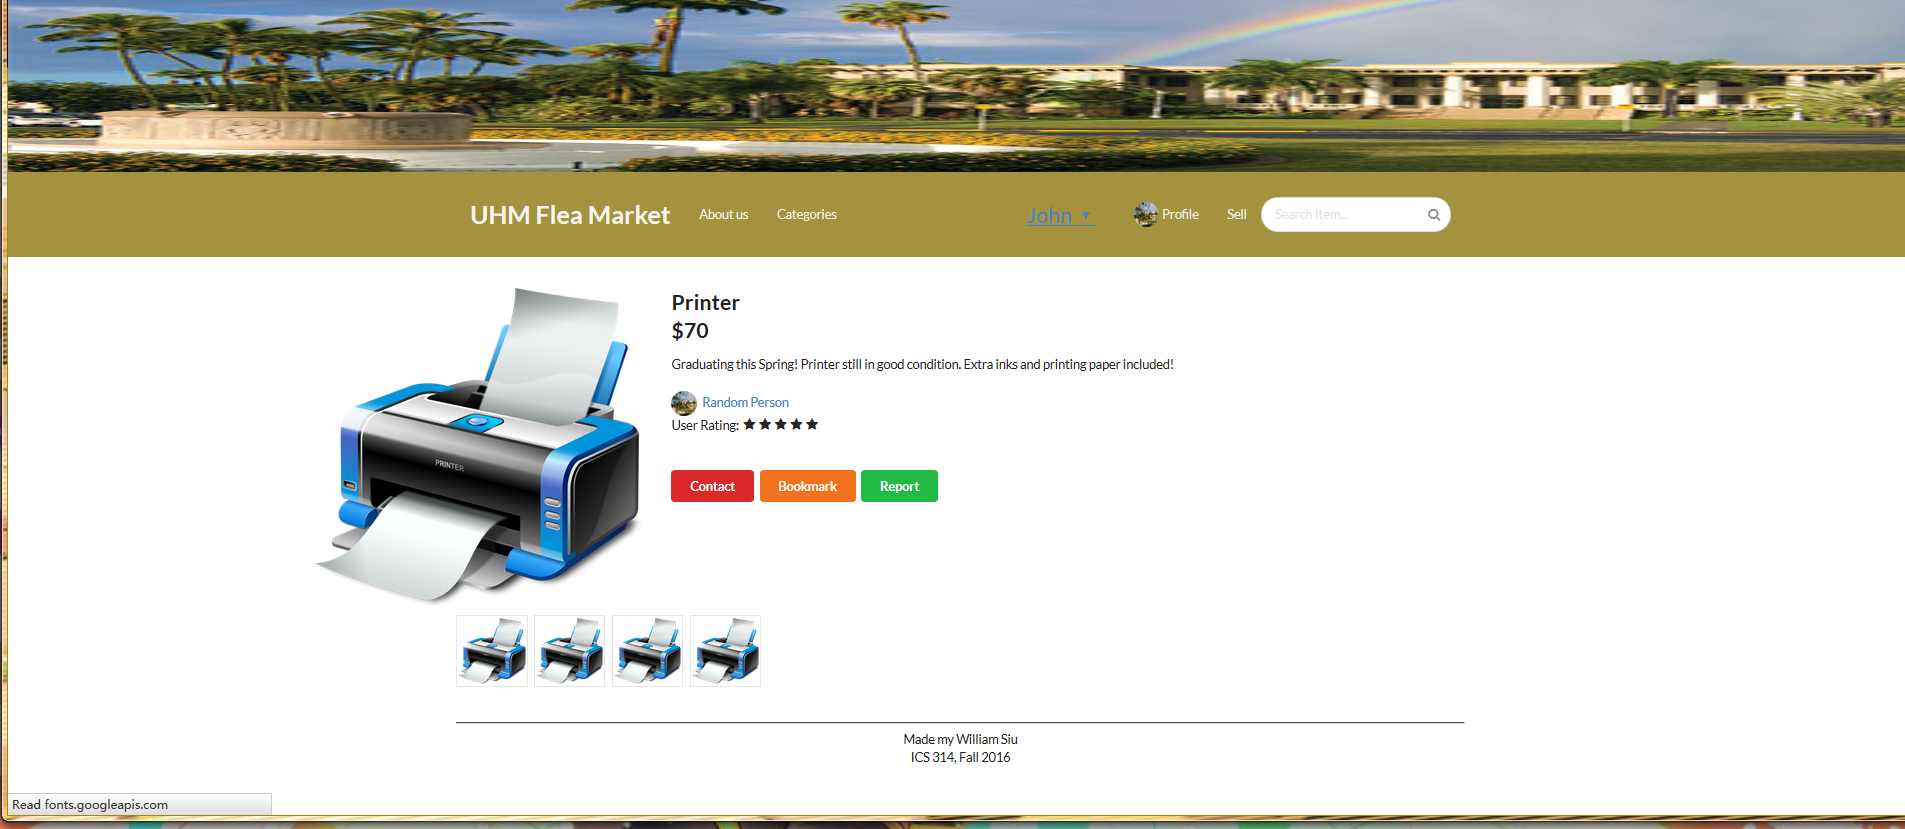 UHM Flea Market About us Categories John Profile Sell Search Item...
Printer
$70
Graduating this Spring! Printer still in good condition. Extra inks and printing paper included!
Random Person
User Rating:
Contact Bookmark Report
PRINTER
Made my William Siu
ICS 314, Fall 2016
Read fonts.googleapis.com